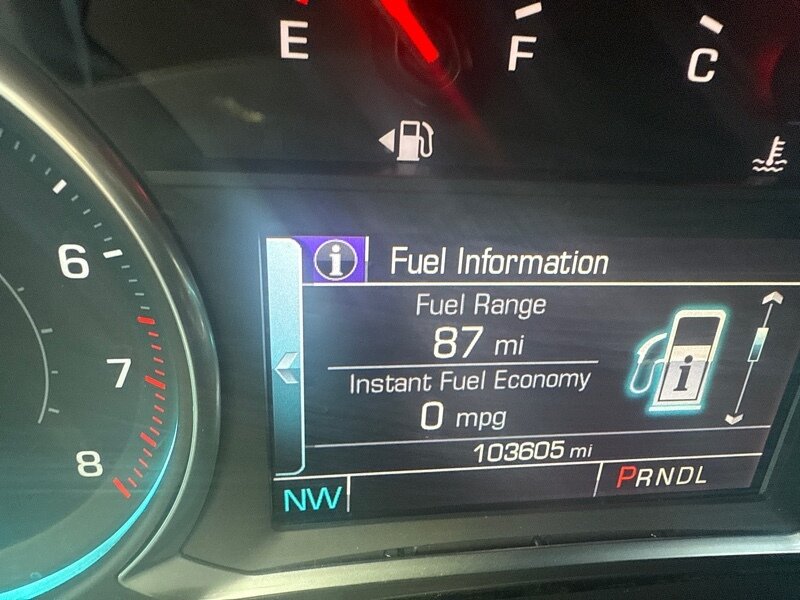 E F C
6
7
8
i Fuel Information
Fuel Range
87 mi
Instant Fuel Economy
0 mpg
i
103605 mi
NW PRNDL